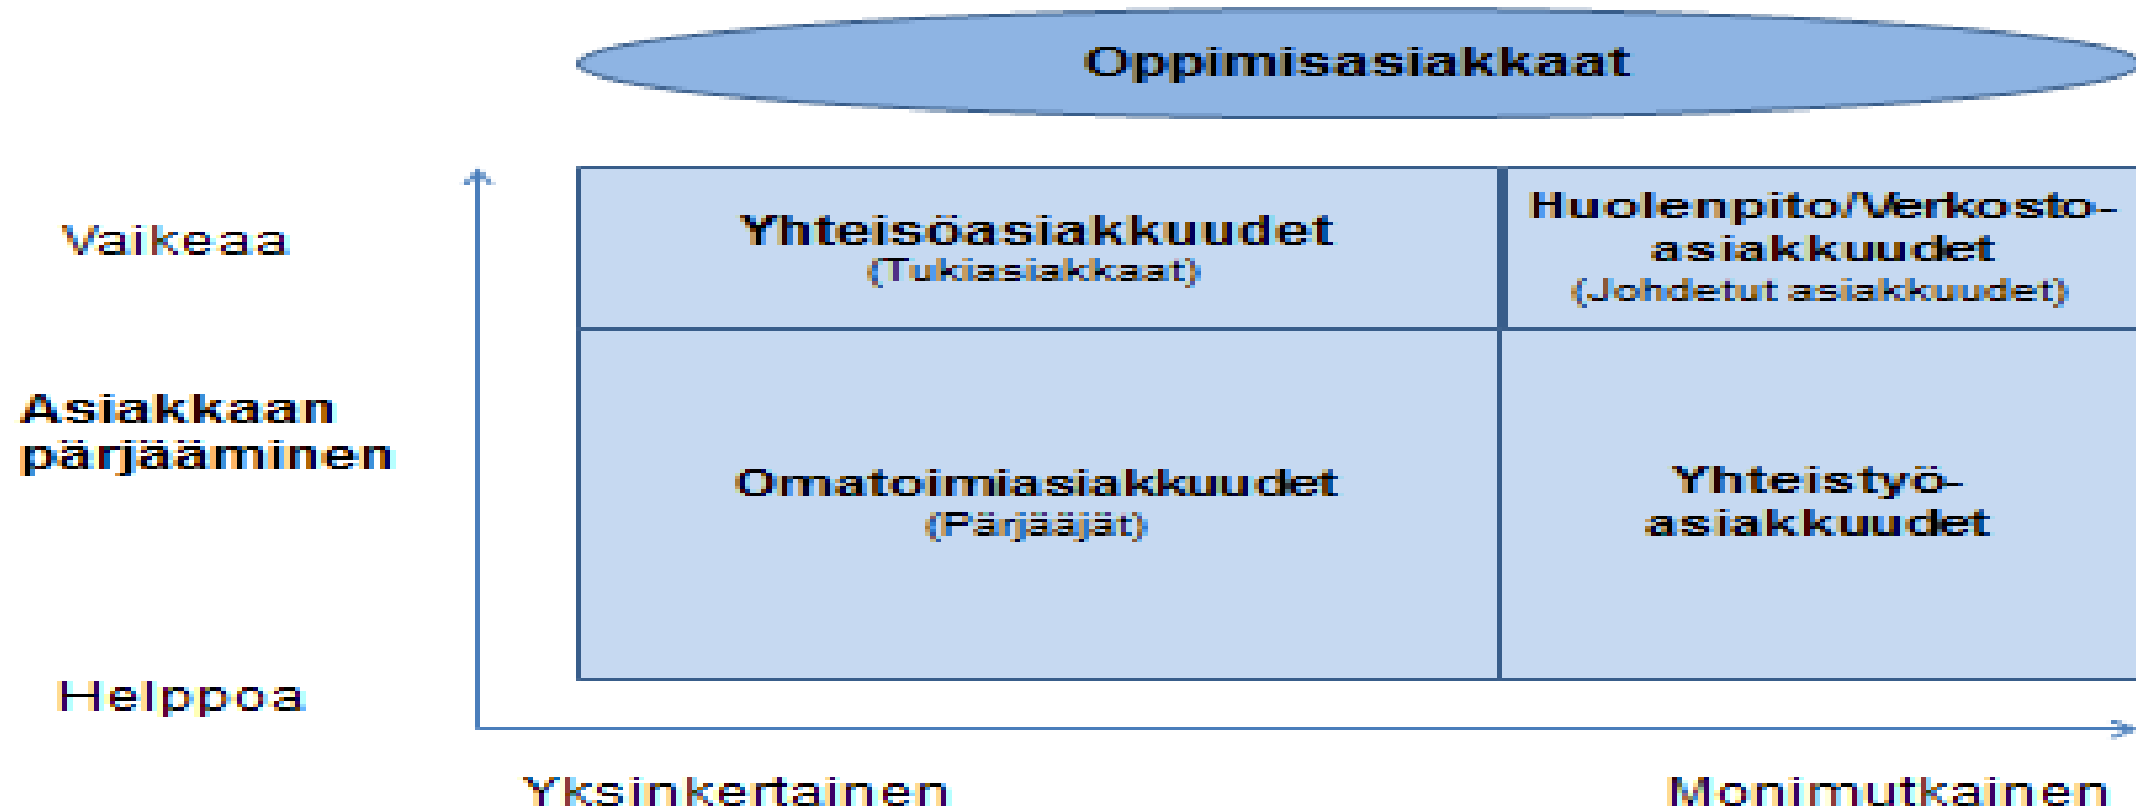 Oppimisasiakkaat
Vaikeaa
Yhteisöasiakkuudet
(Tukiasiakkaat)
Huolenpito/Verkosto-
asiakkuudet
(Johdetut asiakkuudet)
Asiakkaan
pärjääminen
Omatoimiasiakkuudet
(Pärjääjät)
Yhteistyö-
asiakkuudet
Helppoa
Yksinkertainen
Monimutkainen